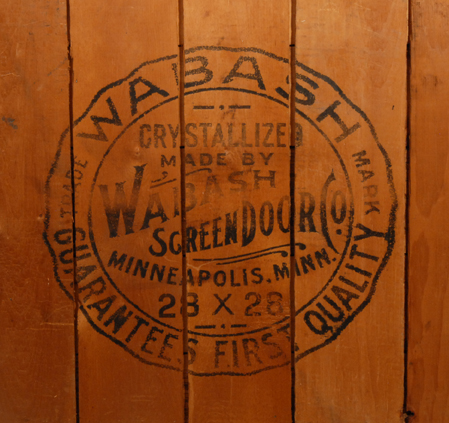 WABASH
TRADE MARK
CRYSTALLIZED
MADE BY
WABASH
SCREEN DOOR CO.
MINNEAPOLIS. MINN.
28 X 28
GUARANTEES FIRST QUALITY